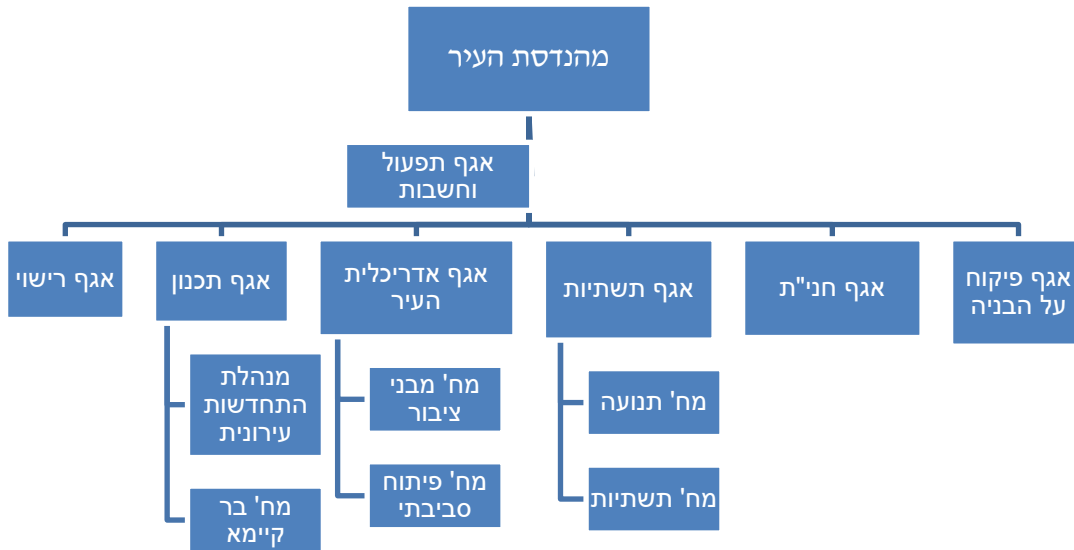 מהנדסת העיר
אגף תפעול
וחשבות
אגף פיקוח
על הבניה
אגף חני"ת
אגף תשתיות
אגף אדריכלית
העיר
אגף תכנון
אגף רישוי
מח' תנועה
מח' תשתיות
מח' מבני
ציבור
מח' פיתוח
סביבתי
מנהלת
התחדשות
עירונית
מח' בר
קיימא